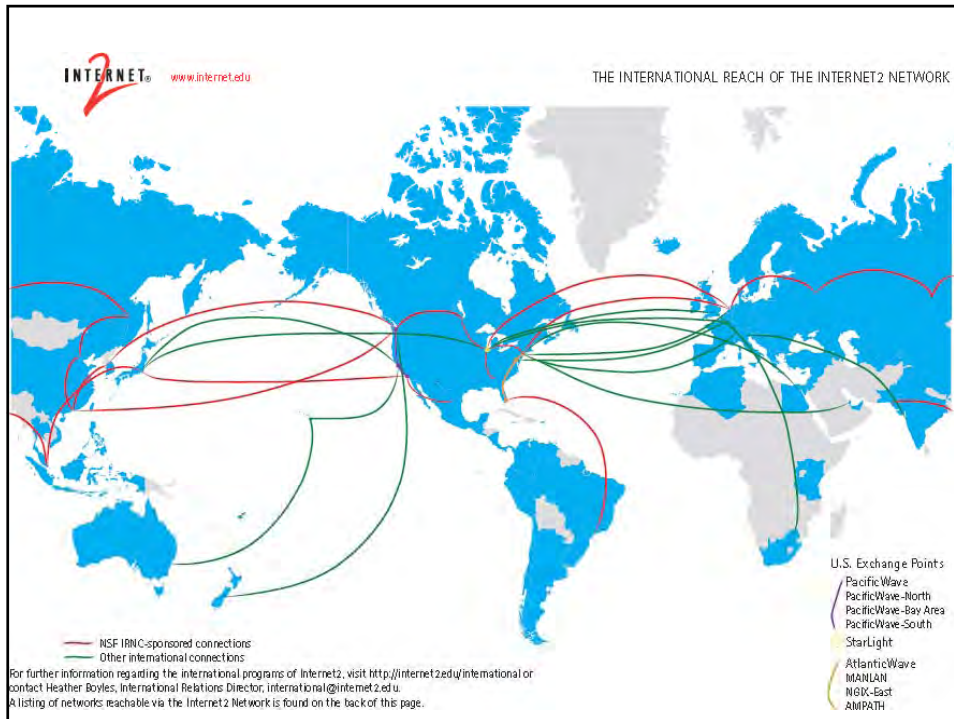 INTERNET® 2
www.internet.edu
THE INTERNATIONAL REACH OF THE INTERNET2 NETWORK
U.S. Exchange Points
PacificWave
PacificWave-North
PacificWave-Bay Area
PacificWave-South
StarLight
AtlanticWave
MANLAN
NGIX-East
AMPATH
NSF IRNC-sponsored connections
Other international connections
For further information regarding the international programs of Internet2, visit http://internet2.edu/international or
contact Heather Boyles, International Relations Director, international@internet2.edu.
A listing of networks reachable via the Internet2 Network is found on the back of this page.